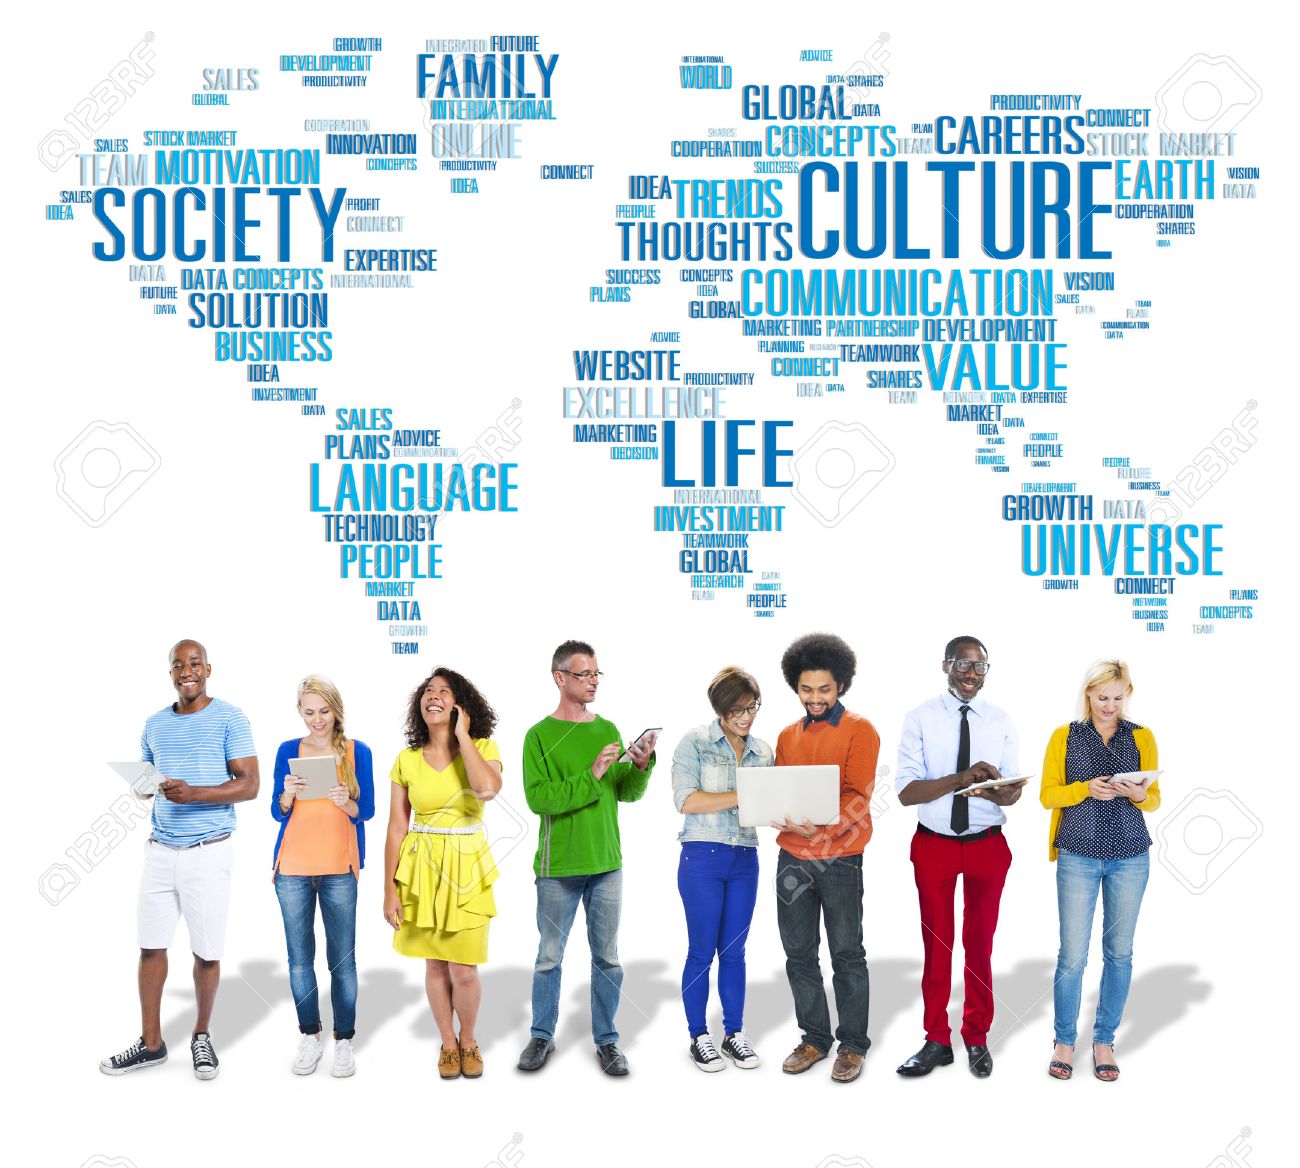 GROWTH
DEVELOPMENT
PRODUCTIVITY
SALES
GLOBAL
INTEGRATED FUTURE
FAMILY
INTERNATIONAL
ONLINE
PRODUCTIVITY
IDEA
CONNECT
STOCK MARKET
COOPERATION
INNOVATION
CONCEPTS
SALES
TEAM MOTIVATION
SALES
IDEA
SOCIETY
PROFIT
CONNECT
EXPERTISE
INTERNATIONAL
DATA
DATA CONCEPTS
FUTURE
DATA
SOLUTION
BUSINESS
IDEA
INVESTMENT
DATA
SALES
PLANS ADVICE
COMMUNICATION
LANGUAGE
TECHNOLOGY
PEOPLE
MARKET
DATA
GROWTH
TEAM
INTERNATIONAL
WORLD
ADVICE
DATA SHARES
GLOBAL DATA
SHARES
COOPERATION CONCEPTS
SUCCESS
PLAN
TEAM
CAREERS
PRODUCTIVITY
CONNECT
STOCK MARKET
IDEA
PEOPLE
TRENDS
THOUGHTS
CULTURE
EARTH
VISION
DATA
COOPERATION
SHARES
IDEA
SUCCESS
PLANS
CONCEPTS
IDEA
GLOBAL
COMMUNICATION
VISION
SALES
DATA
TEAM
PLAN
COMMUNICATION
DATA
MARKETING PARTNERSHIP DEVELOPMENT
ADVICE
PLANNING
RESEARCH
TEAMWORK
CONNECT
SHARES
TEAM
VALUE
IDEA DATA
NETWORK DATA EXPERTISE
MARKET DATA
IDEA
PLANS
CONTRACT
FINANCE
VISION
CONNECT
PEOPLE
SHARES
WEBSITE
PRODUCTIVITY
EXCELLENCE
MARKETING
DECISION
LIFE
INTERNATIONAL
INVESTMENT
TEAMWORK
GLOBAL
RESEARCH
PLAN
DATA
CONNECT
PEOPLE
SHARES
PEOPLE
FUTURE
BUSINESS
TEAM
DEVELOPMENT
GROWTH DATA
UNIVERSE
GROWTH
CONNECT
NETWORK
BUSINESS
IDEA
PLANS
CONCEPTS
TEAM
123RF